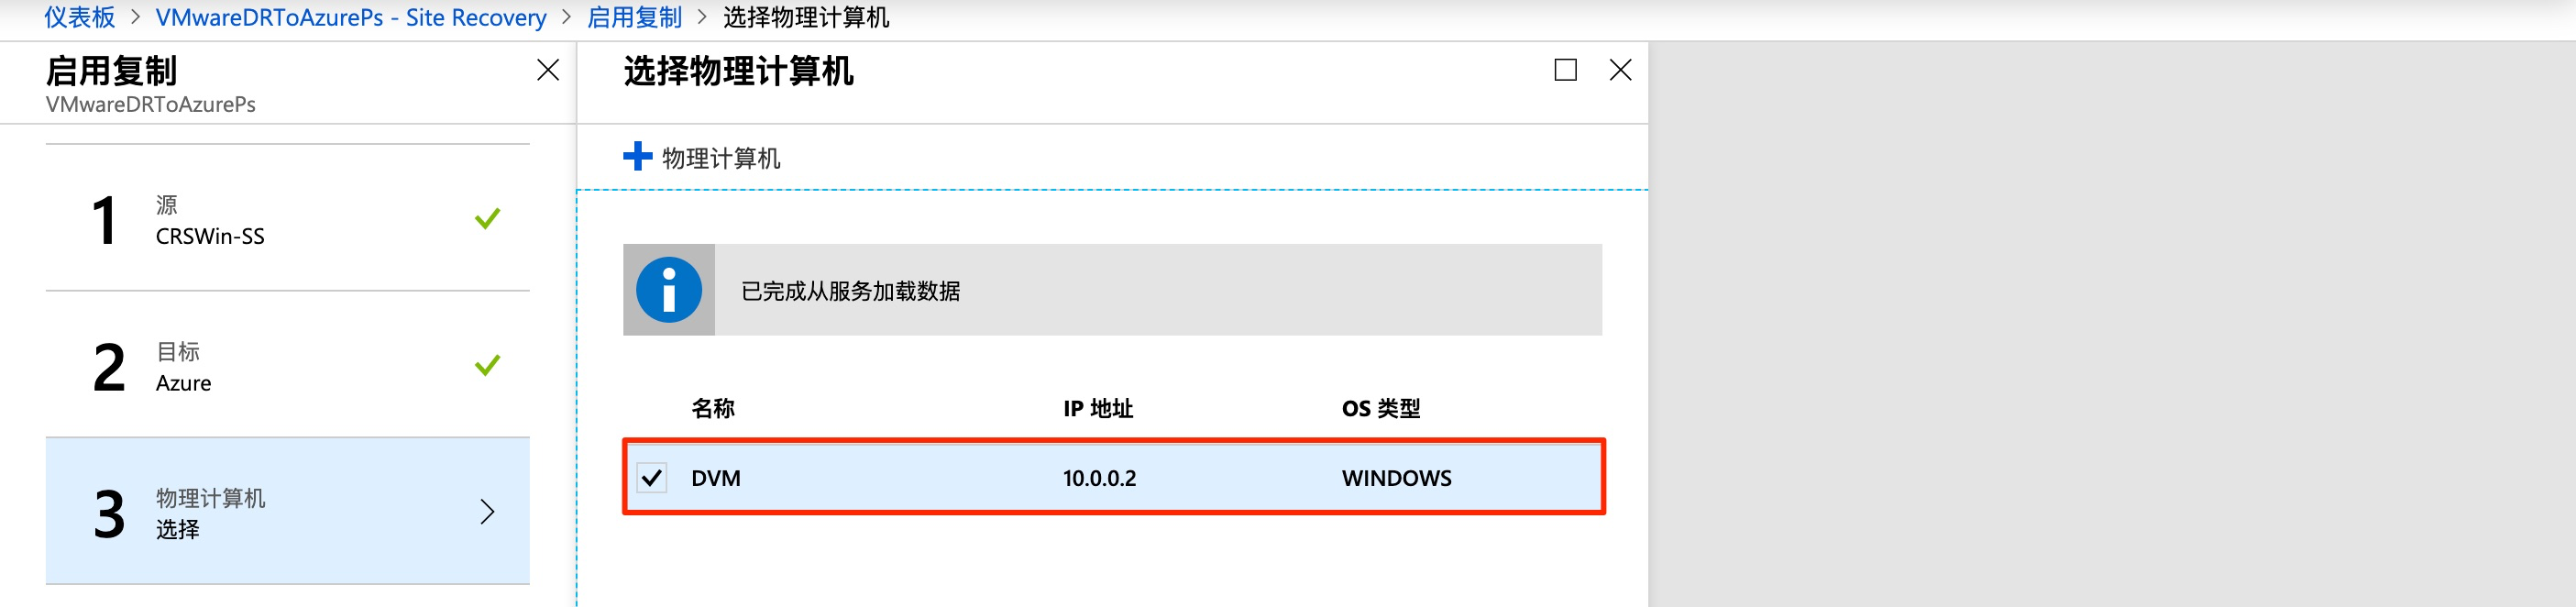 仪表板 > VMwareDRToAzurePs - Site Recovery > 启用复制 > 选择物理计算机
启用复制
VMwareDRToAzurePs
1
源
CRSWin-SS
2
目标
Azure
3
物理计算机
选择
选择物理计算机
物理计算机
已完成从服务加载数据
名称 IP 地址 OS 类型
DVM 10.0.0.2 WINDOWS